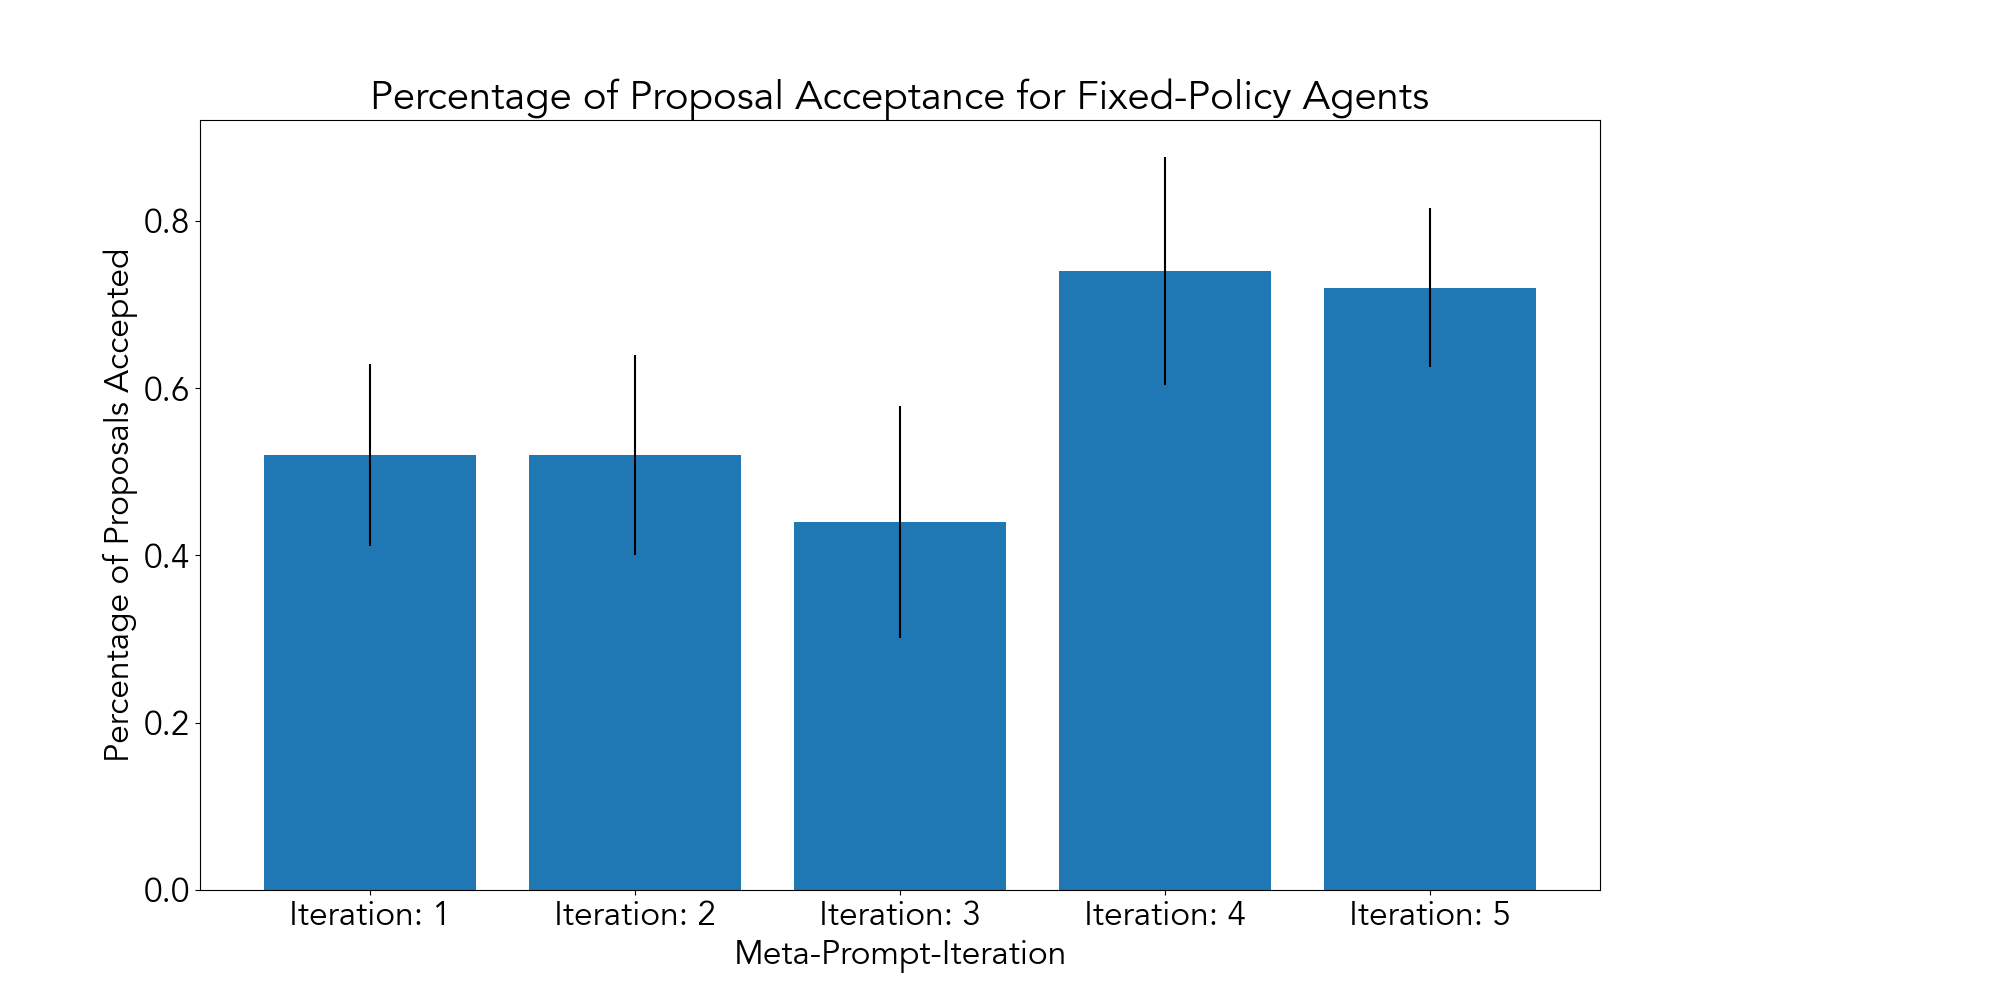 Percentage of Proposal Acceptance for Fixed-Policy Agents
Percentage of Proposals Accepted
0.8
0.6
0.4
0.2
0.0
Iteration: 1
Iteration: 2
Iteration: 3
Iteration: 4
Iteration: 5
Meta-Prompt-Iteration